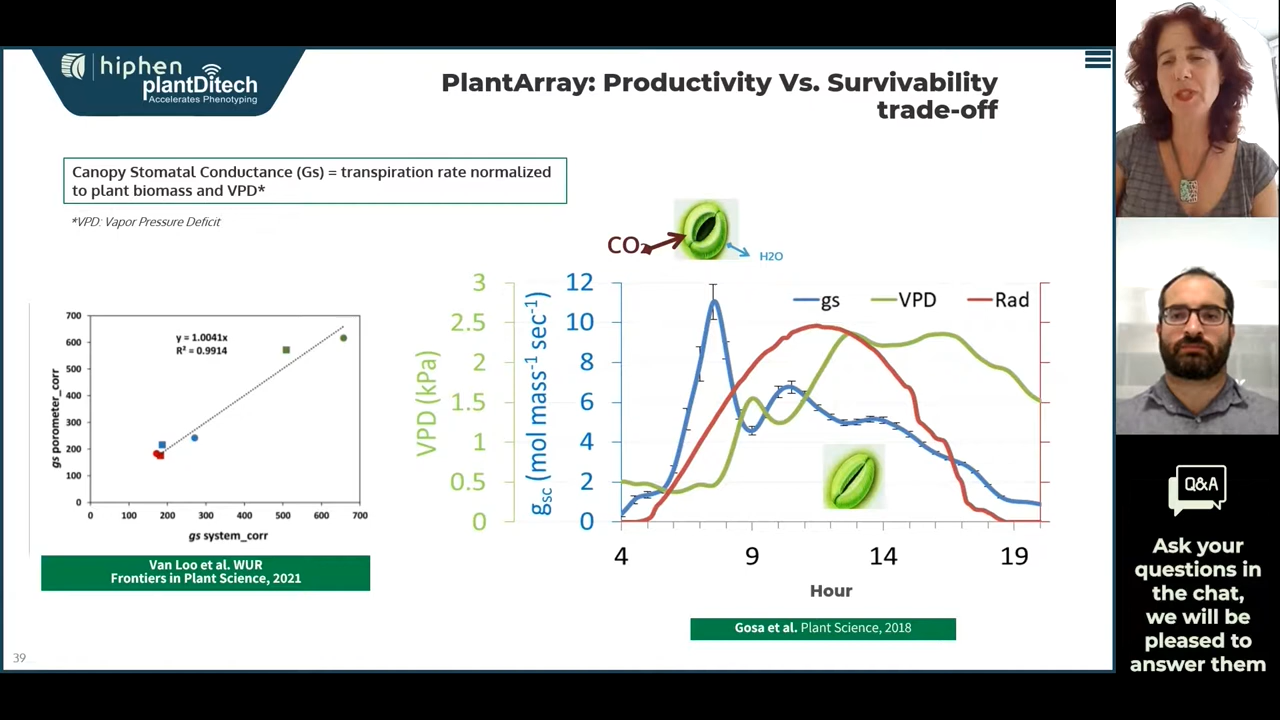 hiphen
plantDitech
Accelerates Phenotyping
PlantArray: Productivity Vs. Survivability
trade-off
Canopy Stomatal Conductance (Gs) = transpiration rate normalized
to plant biomass and VPD*
*VPD: Vapor Pressure Deficit
CO₂
H2O
700
600
500
400
300
200
100
0
gs porometer_corr
y = 1.0041x
R² = 0.9914
0 100 200 300 400 500 600 700
gs system_corr
Van Loo et al. WUR
Frontiers in Plant Science, 2021
3
2.5
2
1.5
1
0.5
0
VPD (kPa)
12
10
8
6
4
2
0
gsc (mol mass-1 sec-1)
gs VPD Rad
4 9 14 19
Hour
Gosa et al. Plant Science, 2018
39
Q&A
Ask your
questions in
the chat,
we will be
pleased to
answer them